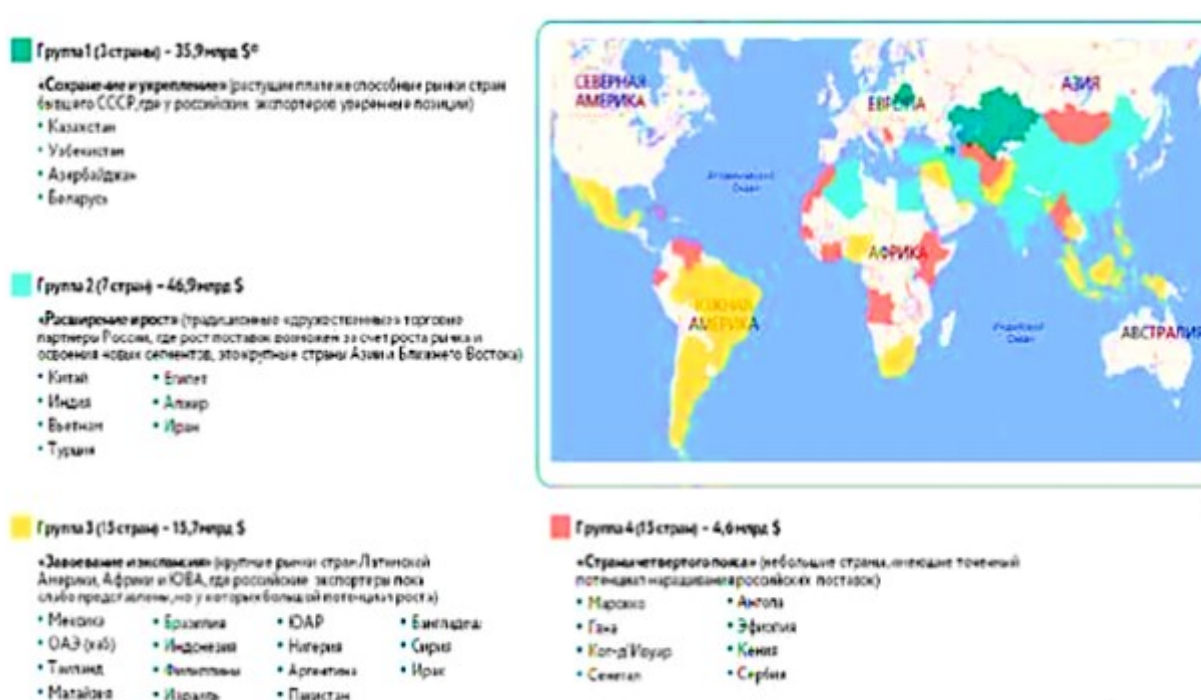 Группа 1 (3 страны) – 35,9 млрд $*
«Сохранение и укрепление» (растущие платежеспособные рынки стран
бывшего СССР, где у российских экспортеров уверенные позиции)
• Казахстан
• Узбекистан
• Азербайджан
• Беларусь
Группа 2 (7 стран) – 46,9 млрд $
«Расширение и рост» (традиционные «дружественные» торговые
партнеры России, где рост поставок возможен за счет роста рынка и
освоения новых сегментов, это крупные страны Азии и Ближнего Востока)
• Китай
• Индия
• Вьетнам
• Турция
• Египет
• Алжир
• Иран
СЕВЕРНАЯ
АМЕРИКА
ЕВРОПА
АЗИЯ
Атлантический
Океан
АФРИКА
ЮЖНАЯ
АМЕРИКА
Индийский
Океан
АВСТРАЛИЯ
Группа 3 (15 стран) – 15,7 млрд $
«Завоевание и экспансия» (крупные рынки стран Латинской
Америки, Африки и ЮВА, где российские экспортеры пока
слабо представлены, но у которых большой потенциал роста)
• Мексика
• ОАЭ (хаб)
• Таиланд
• Малайзия
• Бразилия
• Индонезия
• Филиппины
• Израиль
• ЮАР
• Нигерия
• Аргентина
• Пакистан
• Бангладеш
• Сирия
• Ирак
Группа 4 (15 стран) – 4,6 млрд $
«Страны четвертого пояса» (небольшие страны, имеющие точечный
потенциал наращивания российских поставок)
• Марокко
• Гана
• Кот-д'Ивуар
• Сенегал
• Ангола
• Эфиопия
• Кения
• Сербия